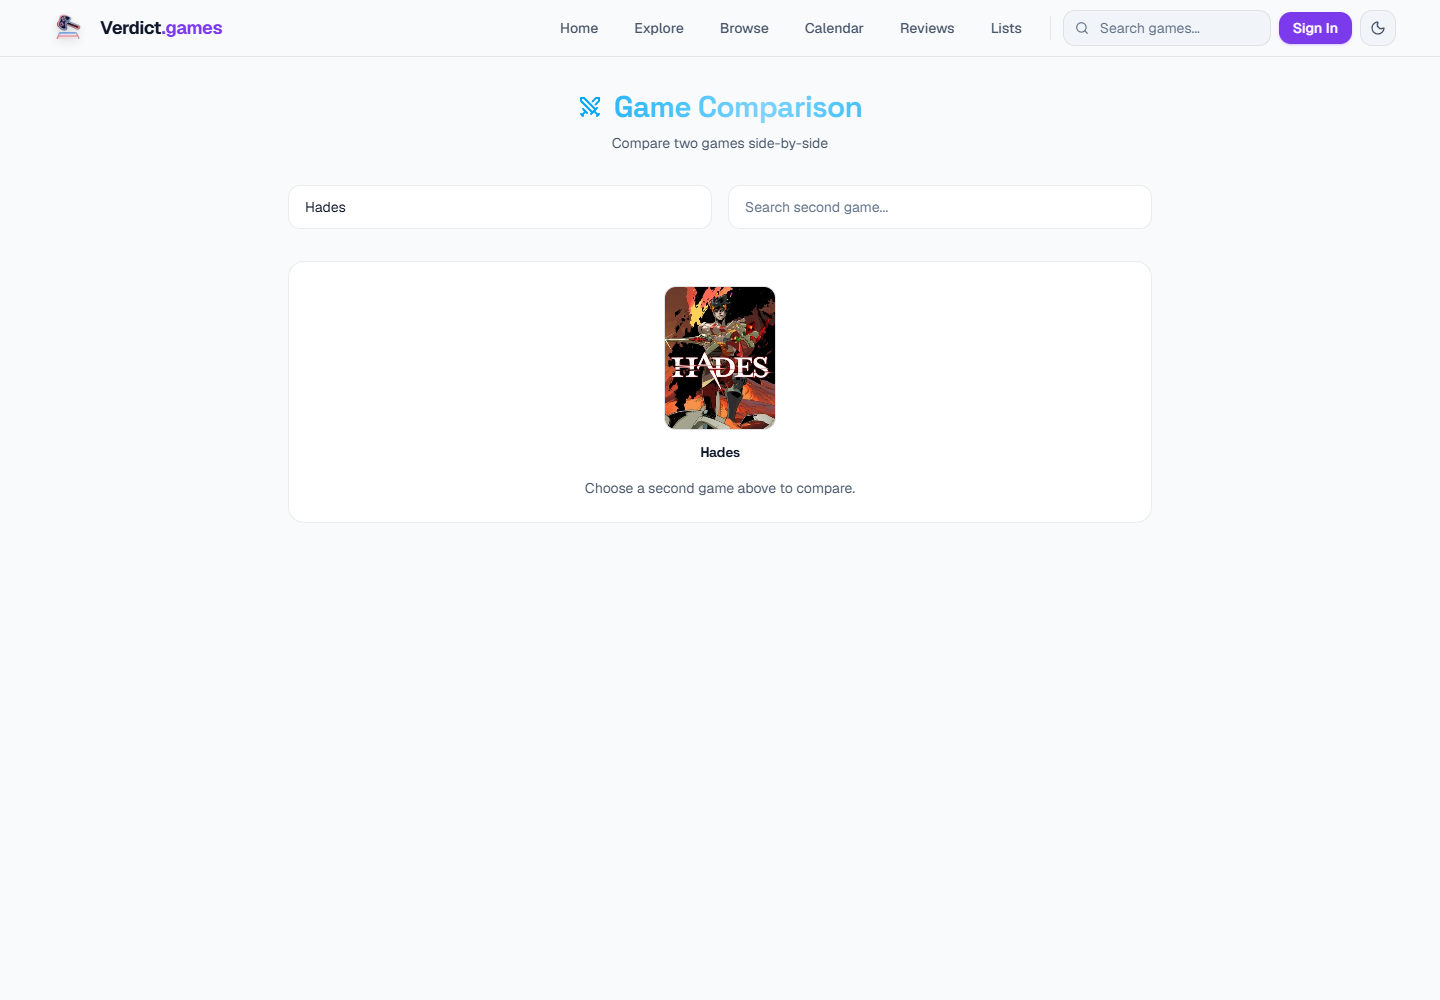 Verdict.games
Home Explore Browse Calendar Reviews Lists Search games... Sign In
Game Comparison
Compare two games side-by-side
Hades Search second game...
HADES
Hades
Choose a second game above to compare.